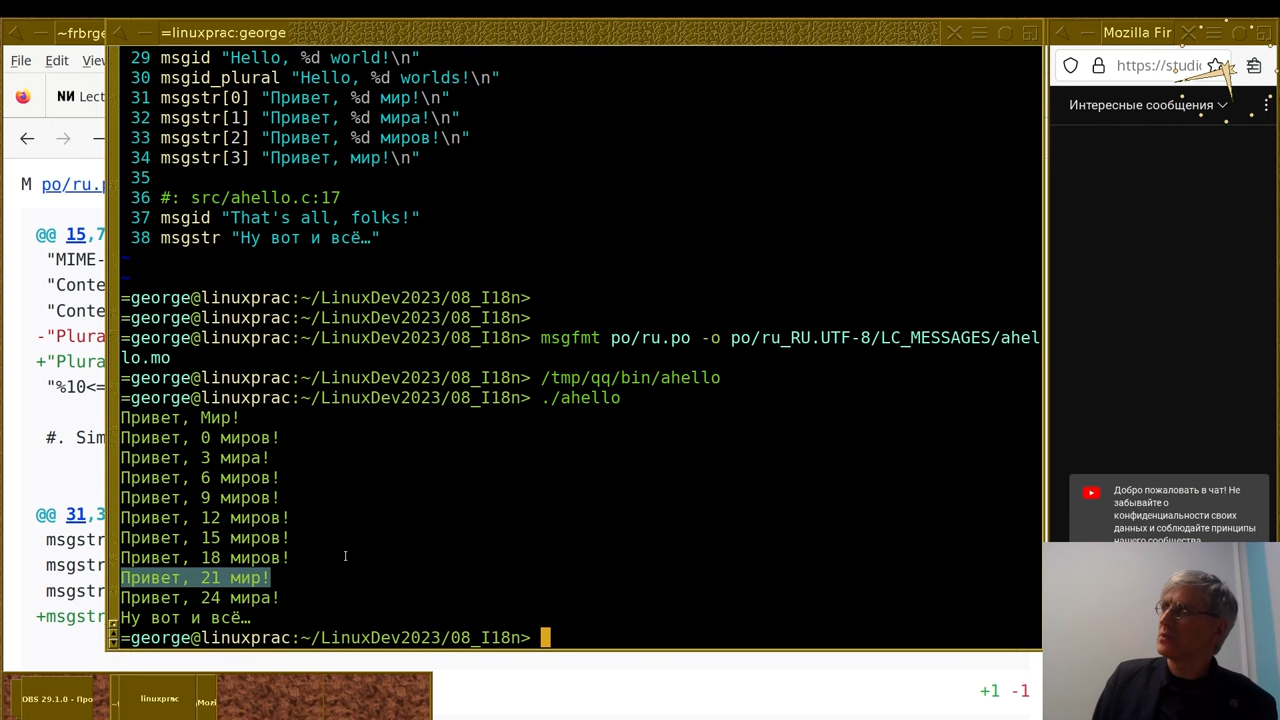 ~frbrge
=linuxprac:george
Mozilla Fir
File Edit View
https://studi
Lect
Интересные сообщения
29 msgid "Hello, %d world!\n"
30 msgid_plural "Hello, %d worlds!\n"
31 msgstr[0] "Привет, %d мир!\n"
32 msgstr[1] "Привет, %d мира!\n"
33 msgstr[2] "Привет, %d миров!\n"
34 msgstr[3] "Привет, мир!\n"
35
36 #: src/ahello.c:17
37 msgid "That's all, folks!"
38 msgstr "Ну вот и всё…"
~
~
=george@linuxprac:~/LinuxDev2023/08_I18n>
=george@linuxprac:~/LinuxDev2023/08_I18n>
=george@linuxprac:~/LinuxDev2023/08_I18n> msgfmt po/ru.po -o po/ru_RU.UTF-8/LC_MESSAGES/ahel
lo.mo
=george@linuxprac:~/LinuxDev2023/08_I18n> /tmp/qq/bin/ahello
=george@linuxprac:~/LinuxDev2023/08_I18n> ./ahello
Привет, Мир!
Привет, 0 миров!
Привет, 3 мира!
Привет, 6 миров!
Привет, 9 миров!
Привет, 12 миров!
Привет, 15 миров!
Привет, 18 миров!
Привет, 21 мир!
Привет, 24 мира!
Ну вот и всё…
=george@linuxprac:~/LinuxDev2023/08_I18n>
M po/ru.p
@@ 15,7
"MIME-
"Conte
"Conte
-"Plura
+"Plura
"%10<=
#. Sim
@@ 31,3
msgstr
msgstr
msgstr
+msgstr
+1 -1
Добро пожаловать в чат! Не
забывайте о
конфиденциальности своих
данных и соблюдайте принципы
нашего сообщества.
OBS 29.1.0 - Про
linuxprac
Mozi